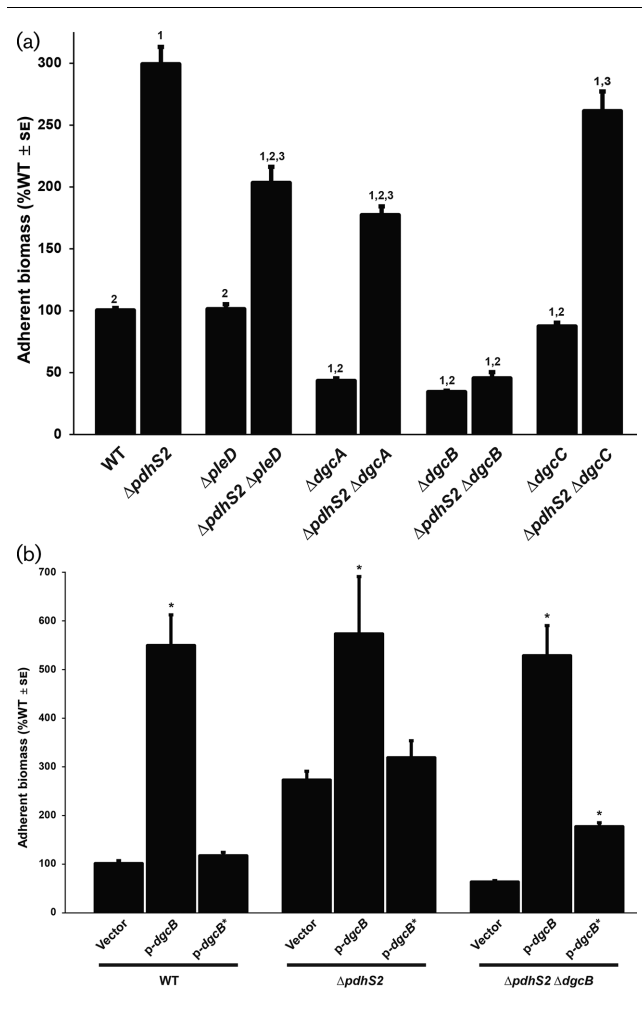 (a)
Adherent biomass (%WT ± SE)
300
250
200
150
100
50
0
2
1
2
1,2,3
1,2
1,2,3
1,2
1,2
1,2
1,3
WT
ΔpdhS2
ΔpleD
ΔpdhS2 ΔpleD
ΔdgcA
ΔpdhS2 ΔdgcA
ΔdgcB
ΔpdhS2 ΔdgcB
ΔdgcC
ΔpdhS2 ΔdgcC
(b)
Adherent biomass (%WT ± SE)
700
600
500
400
300
200
100
0
*
*
*
*
Vector
p-dgcB
p-dgcB*
Vector
p-dgcB
p-dgcB*
Vector
p-dgcB
p-dgcB*
WT
ΔpdhS2
ΔpdhS2 ΔdgcB